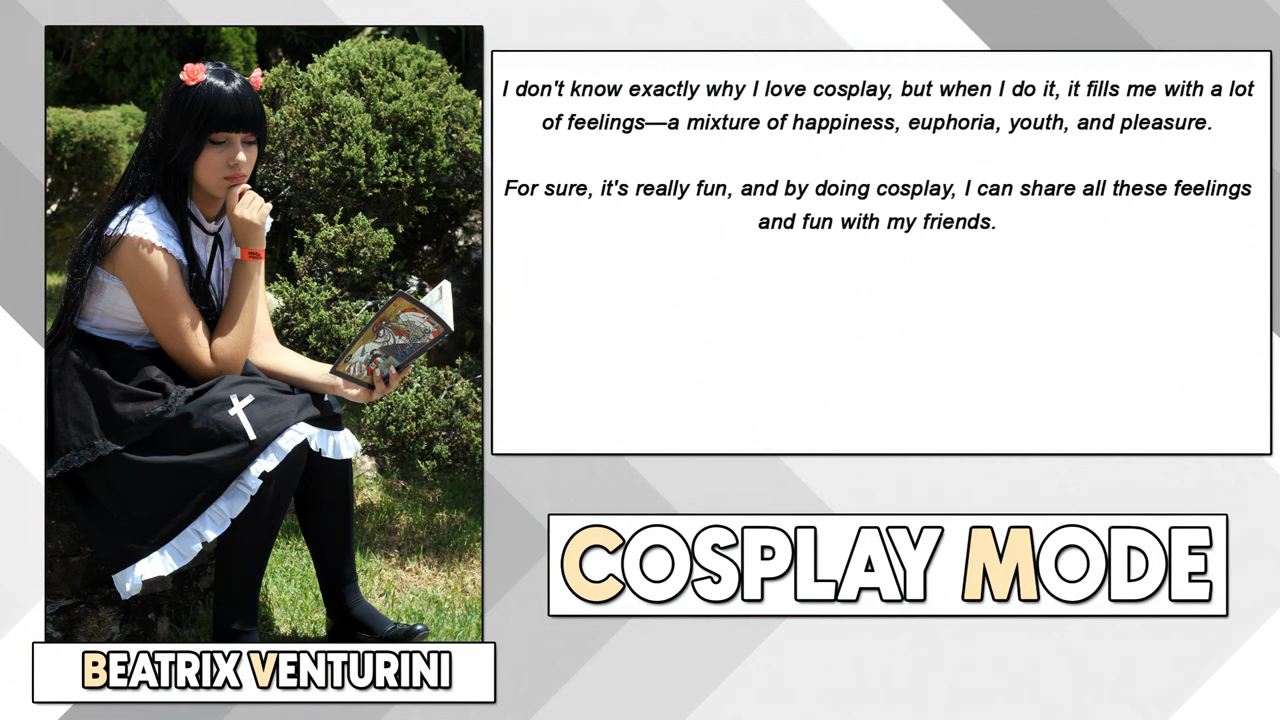 I don't know exactly why I love cosplay, but when I do it, it fills me with a lot
of feelings—a mixture of happiness, euphoria, youth, and pleasure.
For sure, it's really fun, and by doing cosplay, I can share all these feelings
and fun with my friends.
COSPLAY MODE
BEATRIX VENTURINI